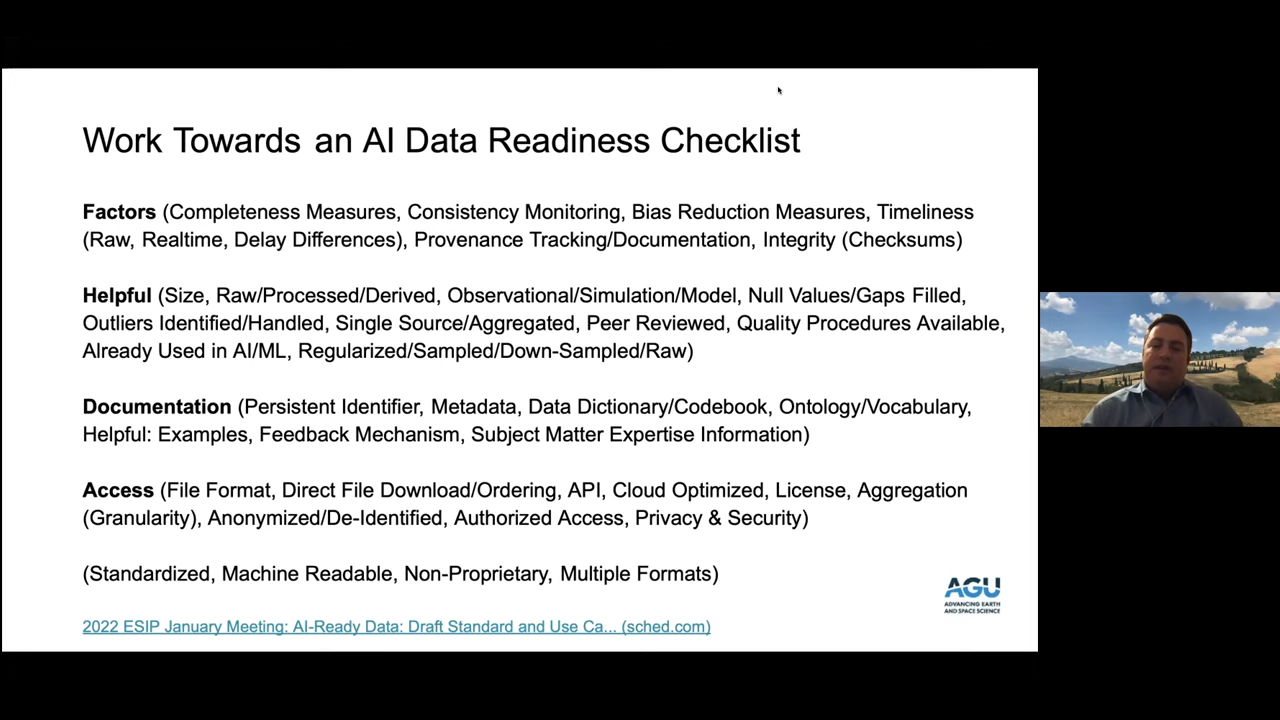 Work Towards an AI Data Readiness Checklist
Factors (Completeness Measures, Consistency Monitoring, Bias Reduction Measures, Timeliness
(Raw, Realtime, Delay Differences), Provenance Tracking/Documentation, Integrity (Checksums)
Helpful (Size, Raw/Processed/Derived, Observational/Simulation/Model, Null Values/Gaps Filled,
Outliers Identified/Handled, Single Source/Aggregated, Peer Reviewed, Quality Procedures Available,
Already Used in AI/ML, Regularized/Sampled/Down-Sampled/Raw)
Documentation (Persistent Identifier, Metadata, Data Dictionary/Codebook, Ontology/Vocabulary,
Helpful: Examples, Feedback Mechanism, Subject Matter Expertise Information)
Access (File Format, Direct File Download/Ordering, API, Cloud Optimized, License, Aggregation
(Granularity), Anonymized/De-Identified, Authorized Access, Privacy & Security)
(Standardized, Machine Readable, Non-Proprietary, Multiple Formats)
AGU
ADVANCING EARTH
AND SPACE SCIENCE
2022 ESIP January Meeting: AI-Ready Data: Draft Standard and Use Ca... (sched.com)